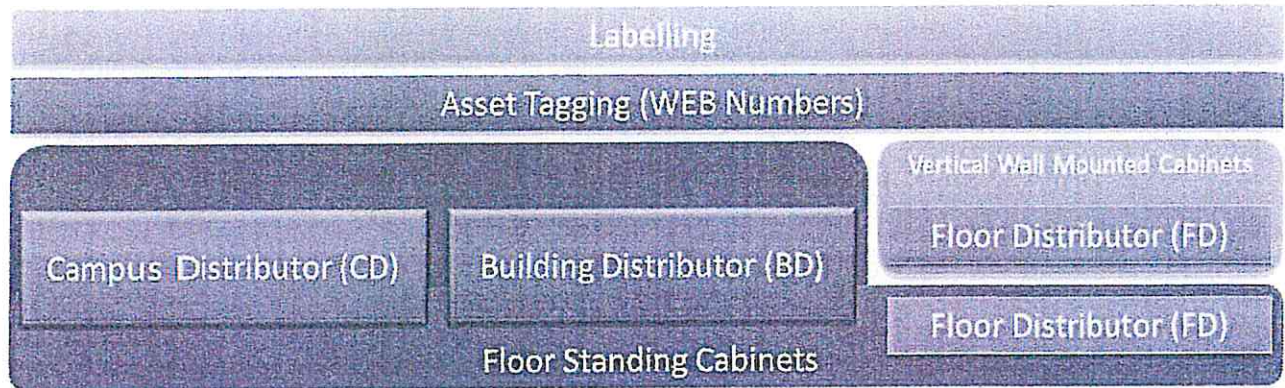 Labelling
Asset Tagging (WEB Numbers)
Vertical Wall Mounted Cabinets
Floor Distributor (FD)
Campus Distributor (CD)
Building Distributor (BD)
Floor Distributor (FD)
Floor Standing Cabinets